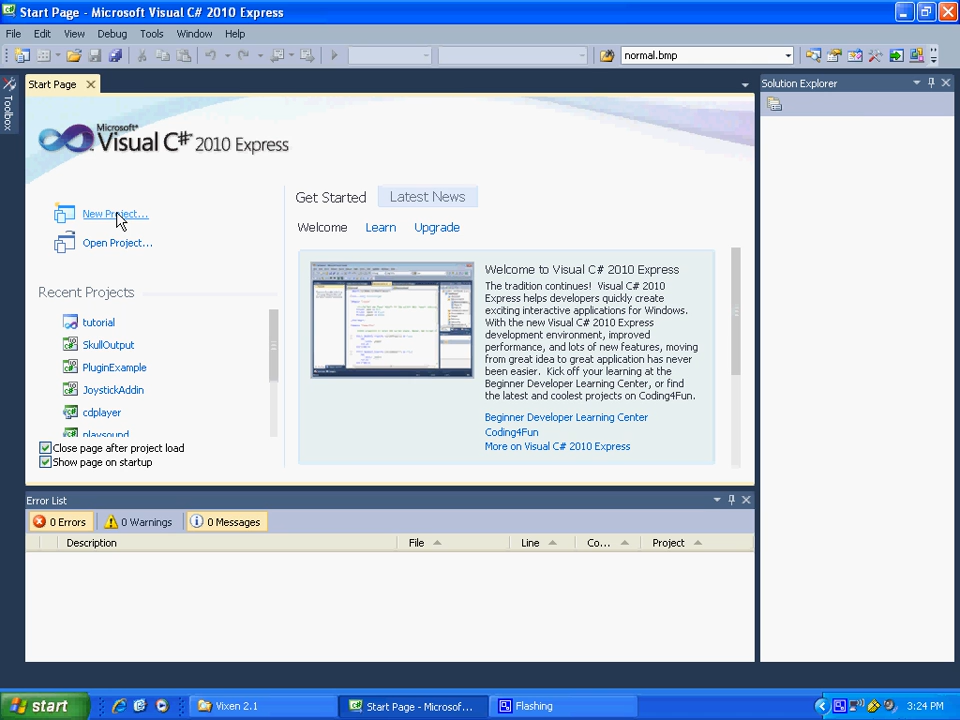 Start Page - Microsoft Visual C# 2010 Express
File Edit View Debug Tools Window Help
normal.bmp
Toolbox
Start Page
Solution Explorer
Microsoft®
Visual C#® 2010 Express
New Project...
Open Project...
Recent Projects
tutorial
SkullOutput
PluginExample
JoystickAddin
cdplayer
playsound
Close page after project load
Show page on startup
Get Started Latest News
Welcome Learn Upgrade
Welcome to Visual C# 2010 Express
The tradition continues! Visual C# 2010
Express helps developers quickly create
exciting interactive applications for Windows.
With the new Visual C# 2010 Express
development environment, improved
performance, and lots of new features, moving
from great idea to great application has never
been easier. Kick off your learning at the
Beginner Developer Learning Center, or find
the latest and coolest projects on Coding4Fun.
Beginner Developer Learning Center
Coding4Fun
More on Visual C# 2010 Express
Error List
0 Errors 0 Warnings 0 Messages
Description File Line Co... Project
start Vixen 2.1 Start Page - Microsof... Flashing 3:24 PM